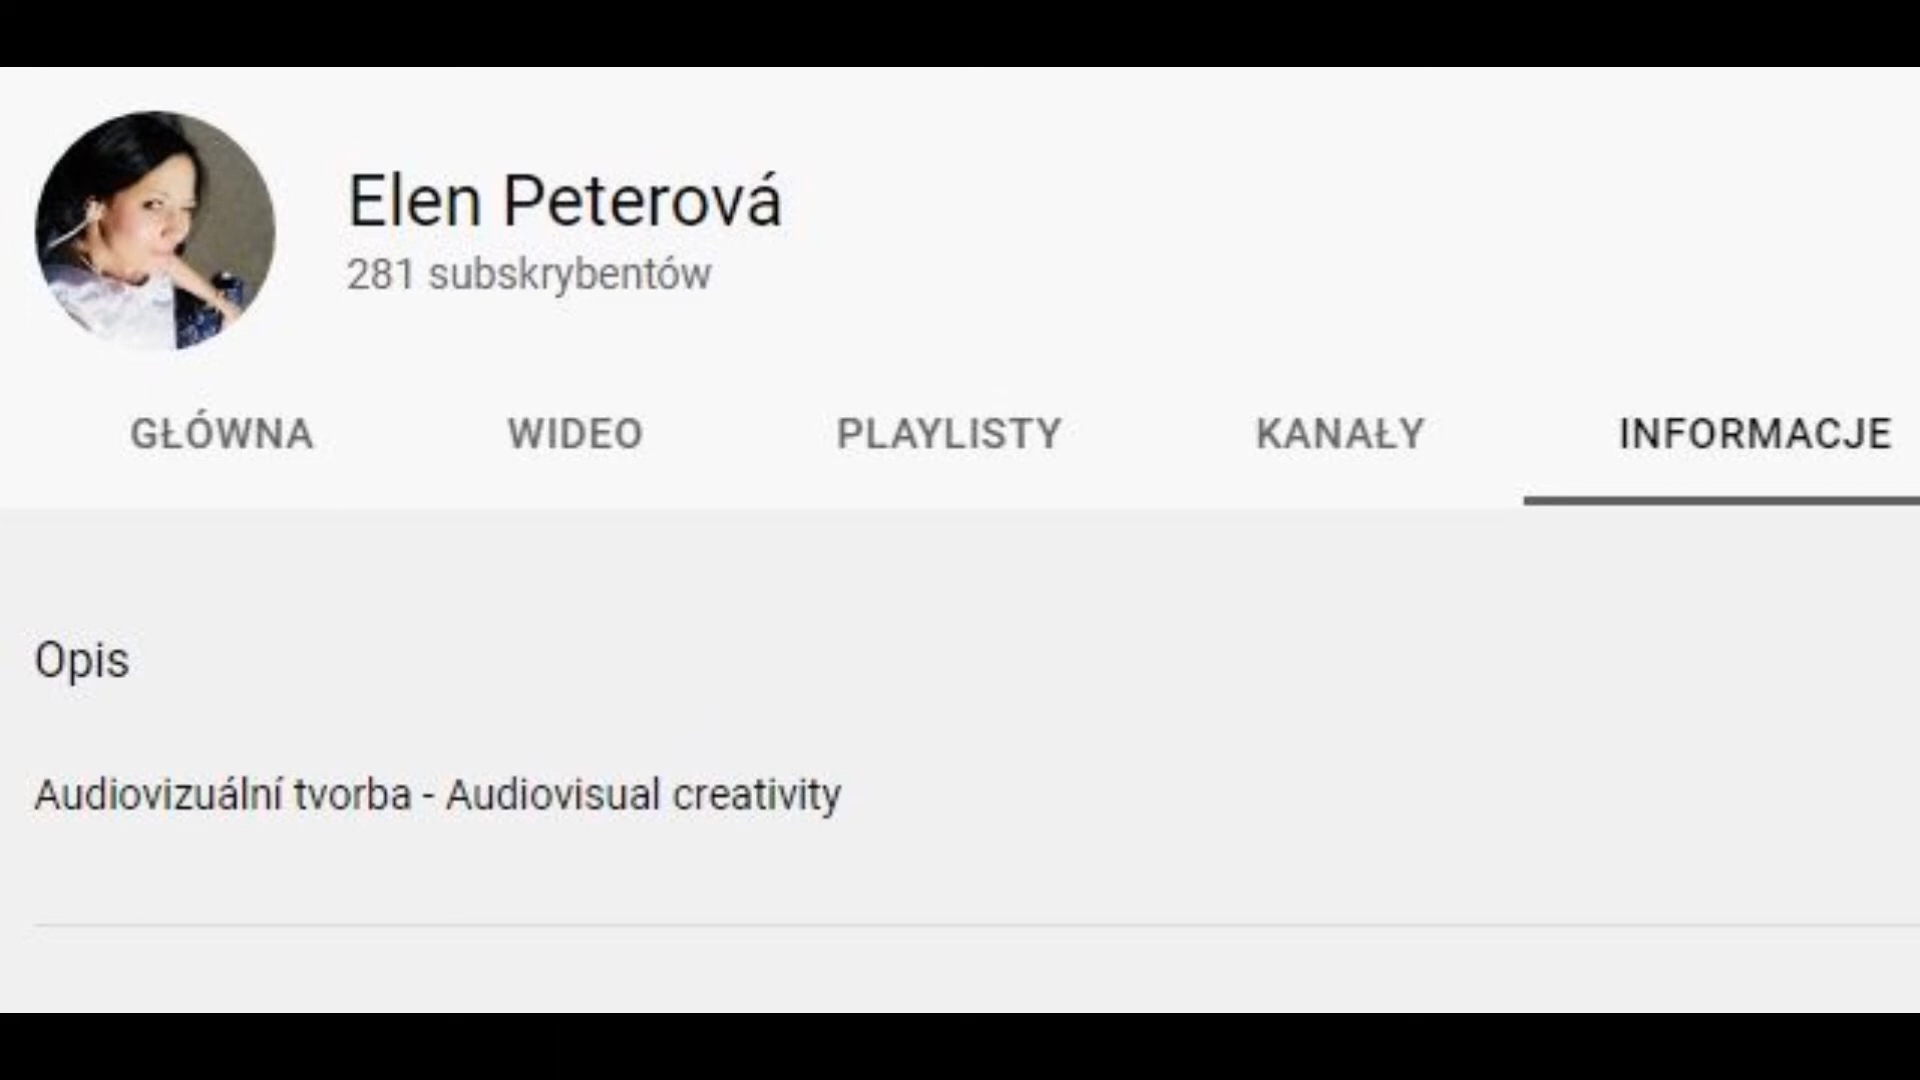 Elen Peterová
281 subskrybentów
GŁÓWNA WIDEO PLAYLISTY KANAŁY INFORMACJE
Opis
Audiovizuální tvorba - Audiovisual creativity